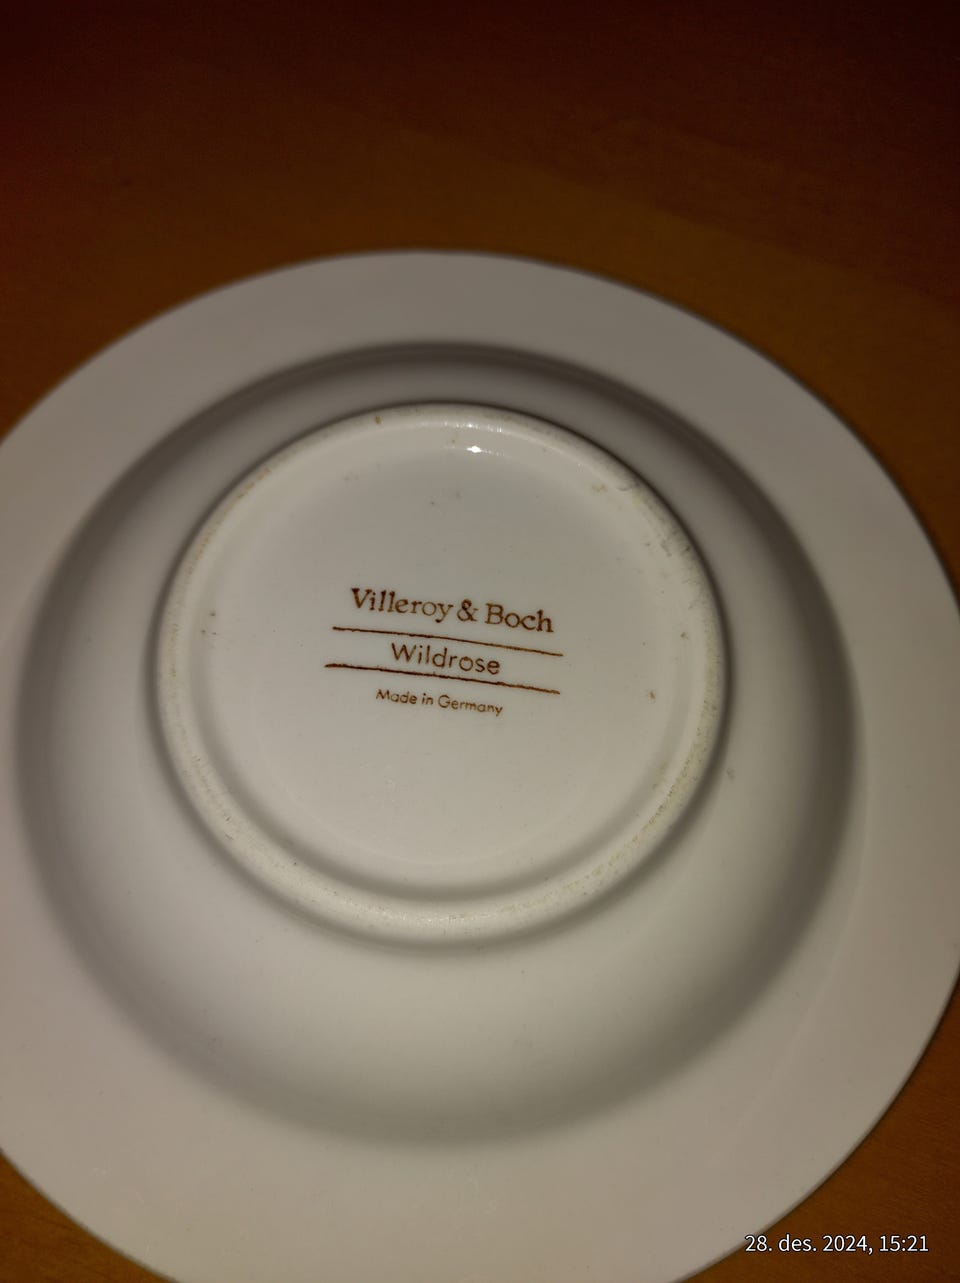 Villeroy & Boch
Wildrose
Made in Germany
28. des. 2024, 15:21